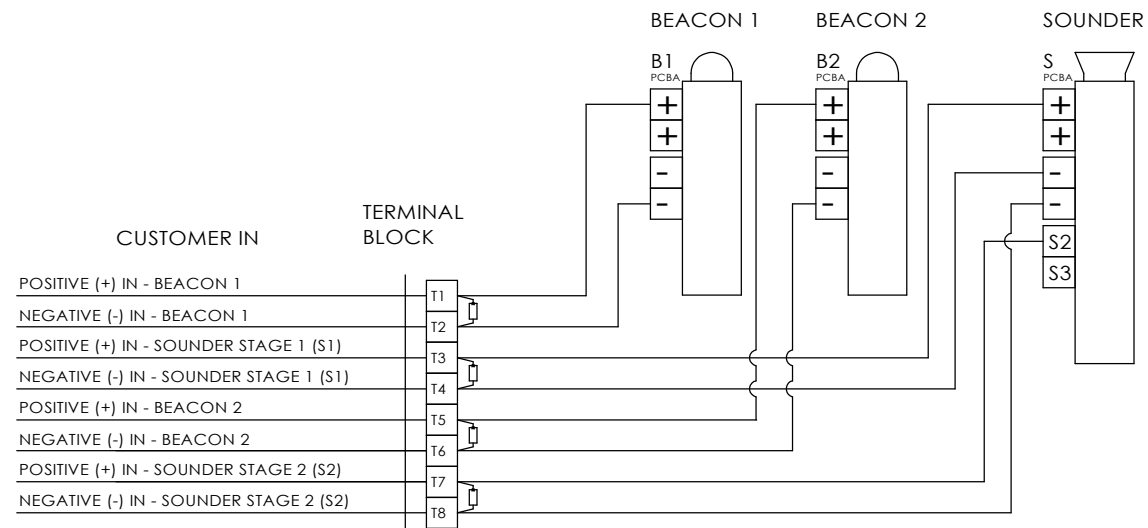 BEACON 1
BEACON 2
SOUNDER
B1
PCBA
+
+
-
-
B2
PCBA
+
+
-
-
S
PCBA
+
+
-
-
S2
S3
CUSTOMER IN
TERMINAL
BLOCK
POSITIVE (+) IN - BEACON 1
T1
NEGATIVE (-) IN - BEACON 1
T2
POSITIVE (+) IN - SOUNDER STAGE 1 (S1)
T3
NEGATIVE (-) IN - SOUNDER STAGE 1 (S1)
T4
POSITIVE (+) IN - BEACON 2
T5
NEGATIVE (-) IN - BEACON 2
T6
POSITIVE (+) IN - SOUNDER STAGE 2 (S2)
T7
NEGATIVE (-) IN - SOUNDER STAGE 2 (S2)
T8